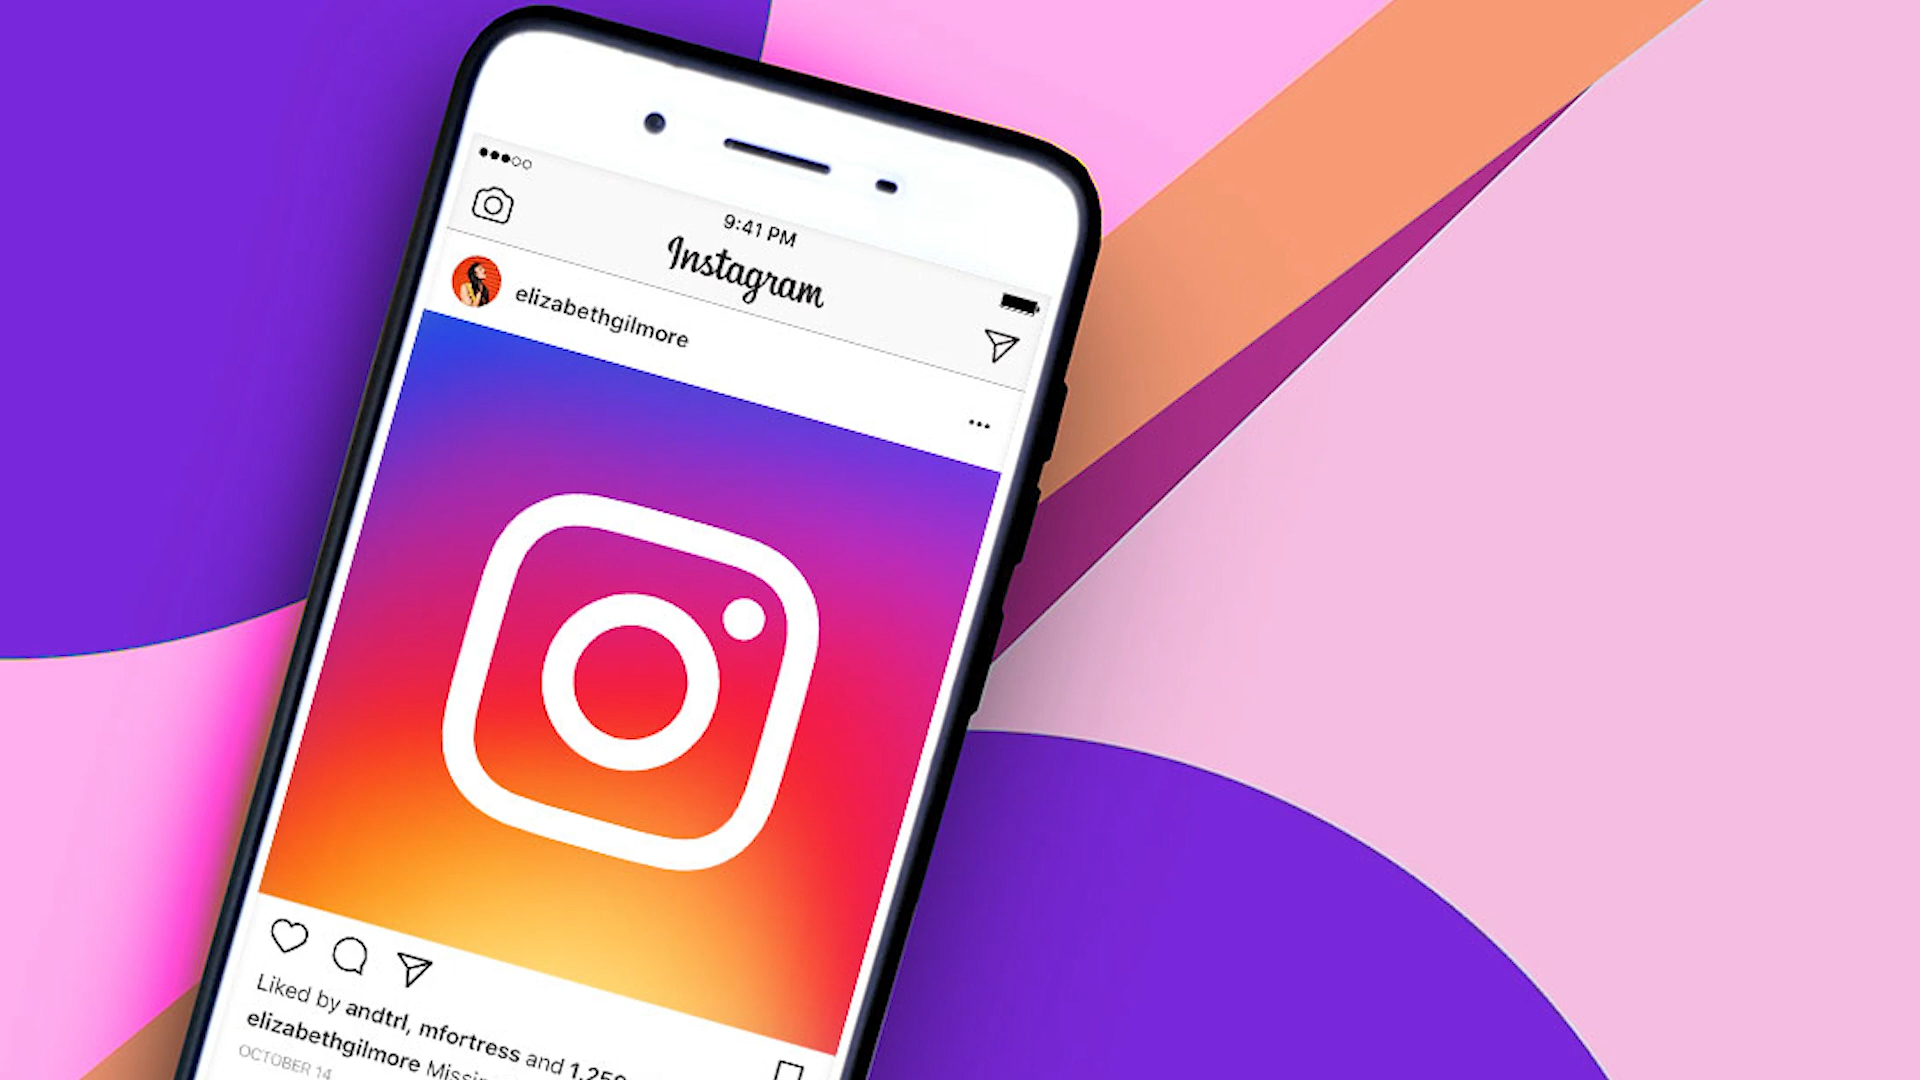 9:41 PM
Instagram
elizabethgilmore
Liked by andtrl, mfortress and
elizabethgilmore
OCTOBER 14